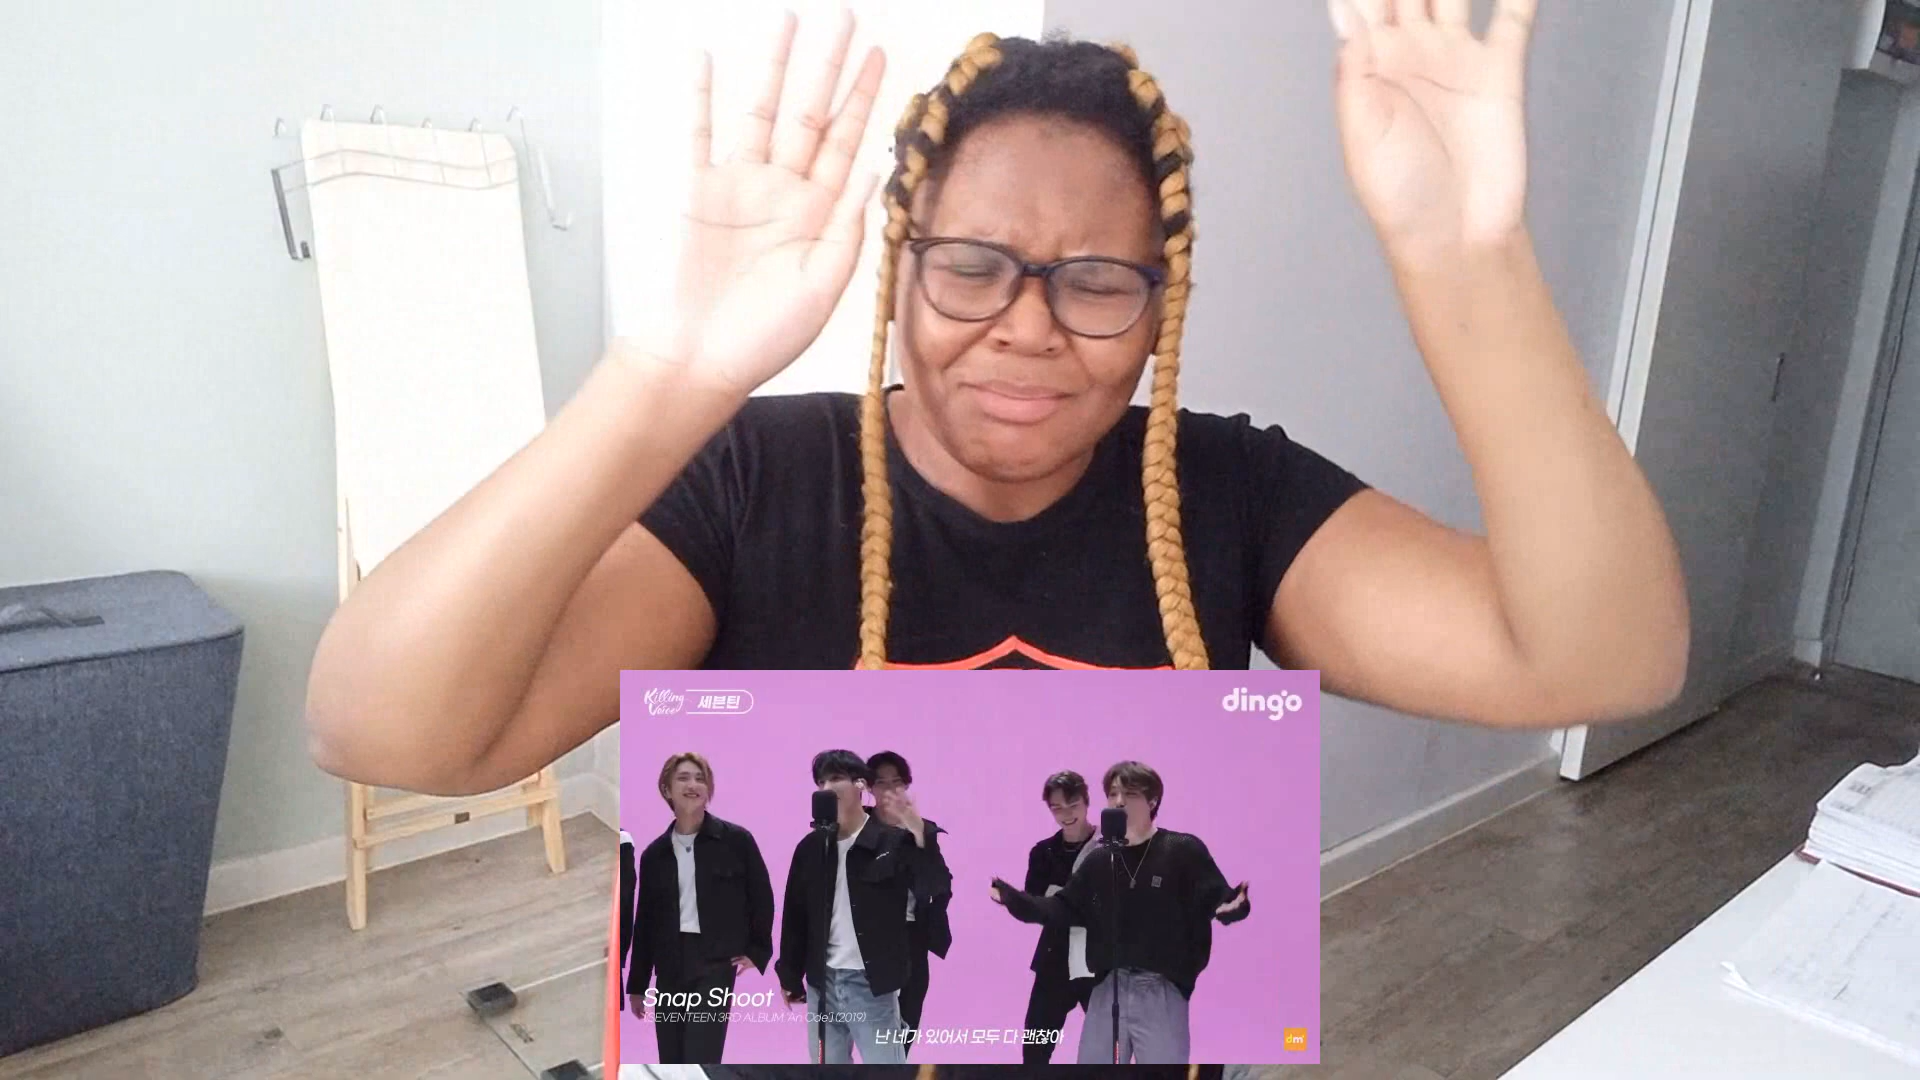 Killing Voice 세븐틴
dingo
Snap Shoot
[SEVENTEEN 3RD ALBUM 'An Ode'] (2019)
난 네가 있어서 모두 다 괜찮아
dm